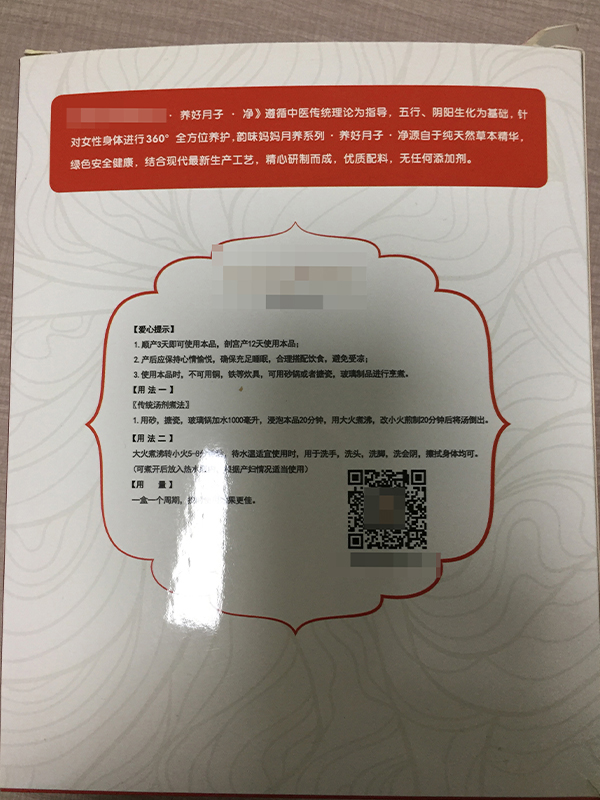 · 养好月子 · 净》遵循中医传统理论为指导，五行、阴阳生化为基础，针
对女性身体进行360°全方位养护，韵味妈妈月养系列·养好月子·净源自于纯天然草本精华，
绿色安全健康，结合现代最新生产工艺，精心研制而成，优质配料，无任何添加剂。
【爱心提示】
1. 顺产3天即可使用本品，剖宫产12天使用本品；
2. 产后应保持心情愉悦，确保充足睡眠，合理搭配饮食，避免受凉；
3. 使用本品时，不可用铜，铁等炊具，可用砂锅或者搪瓷，玻璃制品进行烹煮。
【用 法 一】
〖传统汤剂煮法〗
1. 用砂，搪瓷，玻璃锅加水1000毫升，浸泡本品20分钟，用大火煮沸，改小火煎制20分钟后将汤倒出。
【用 法 二】
大火煮沸转小火5-8 待水温适宜使用时，用于洗手，洗头，洗脚，洗会阴，擦拭身体均可。
（可煮开后放入热水 根据产妇情况适当使用）
【用 量】
一盒一个周期， 果更佳。